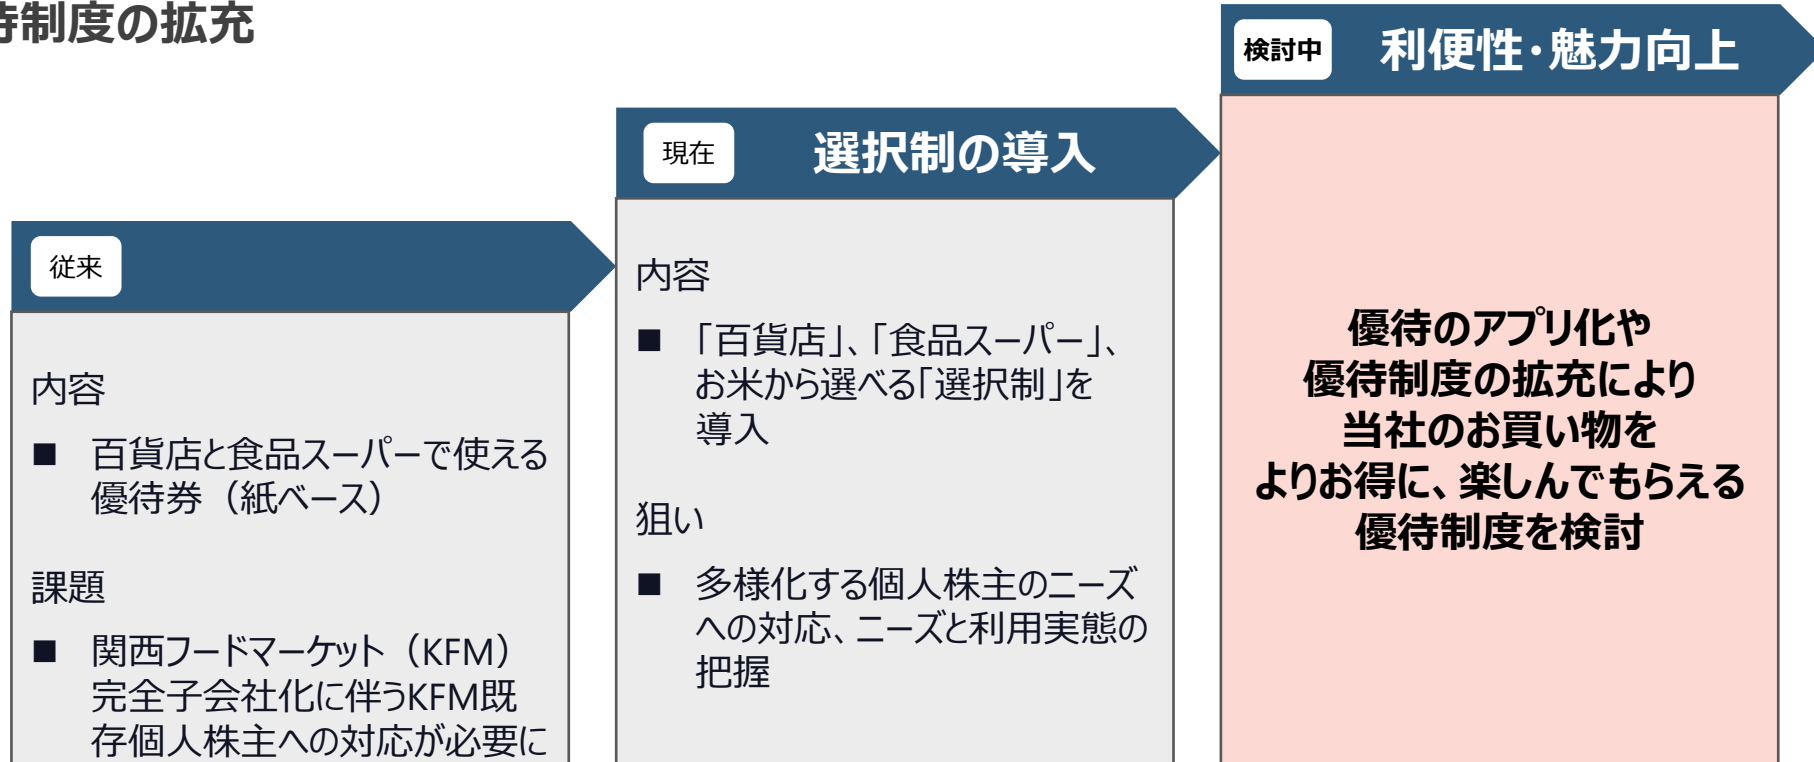 待制度の拡充
従来
内容
■ 百貨店と食品スーパーで使える
優待券（紙ベース）
課題
■ 関西フードマーケット（KFM）
完全子会社化に伴うKFM既
存個人株主への対応が必要に
現在
選択制の導入
内容
■ 「百貨店」、「食品スーパー」、
お米から選べる「選択制」を
導入
狙い
■ 多様化する個人株主のニーズ
への対応、ニーズと利用実態の
把握
検討中
利便性・魅力向上
優待のアプリ化や
優待制度の拡充により
当社のお買い物を
よりお得に、楽しんでもらえる
優待制度を検討